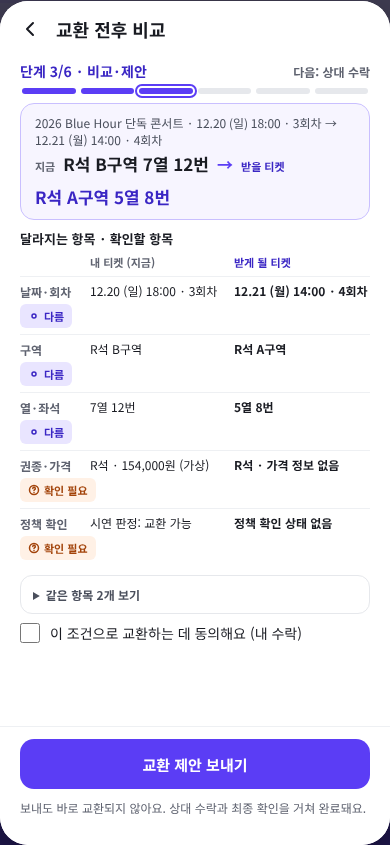 교환 전후 비교
단계 3/6 · 비교·제안
다음: 상대 수락
2026 Blue Hour 단독 콘서트 · 12.20 (일) 18:00 · 3회차 →
12.21 (월) 14:00 · 4회차
지금 R석 B구역 7열 12번 → 받을 티켓
R석 A구역 5열 8번
달라지는 항목 · 확인할 항목
내 티켓 (지금) 받게 될 티켓
날짜·회차 12.20 (일) 18:00 · 3회차 12.21 (월) 14:00 · 4회차
다름
구역 R석 B구역 R석 A구역
다름
열·좌석 7열 12번 5열 8번
다름
권종·가격 R석 · 154,000원 (가상) R석 · 가격 정보 없음
확인 필요
정책 확인 시연 판정: 교환 가능 정책 확인 상태 없음
확인 필요
▶ 같은 항목 2개 보기
이 조건으로 교환하는 데 동의해요 (내 수락)
교환 제안 보내기
보내도 바로 교환되지 않아요. 상대 수락과 최종 확인을 거쳐 완료돼요.